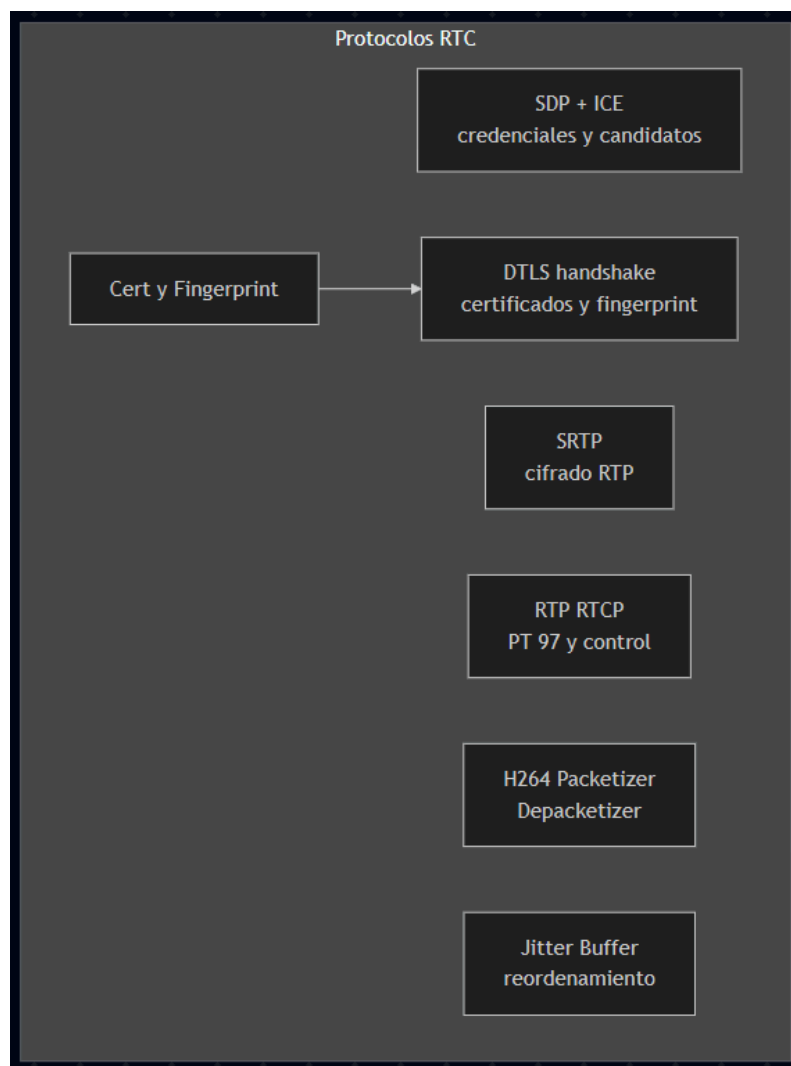 Protocolos RTC
SDP + ICE
credenciales y candidatos
Cert y Fingerprint
DTLS handshake
certificados y fingerprint
SRTP
cifrado RTP
RTP RTCP
PT 97 y control
H264 Packetizer
Depacketizer
Jitter Buffer
reordenamiento